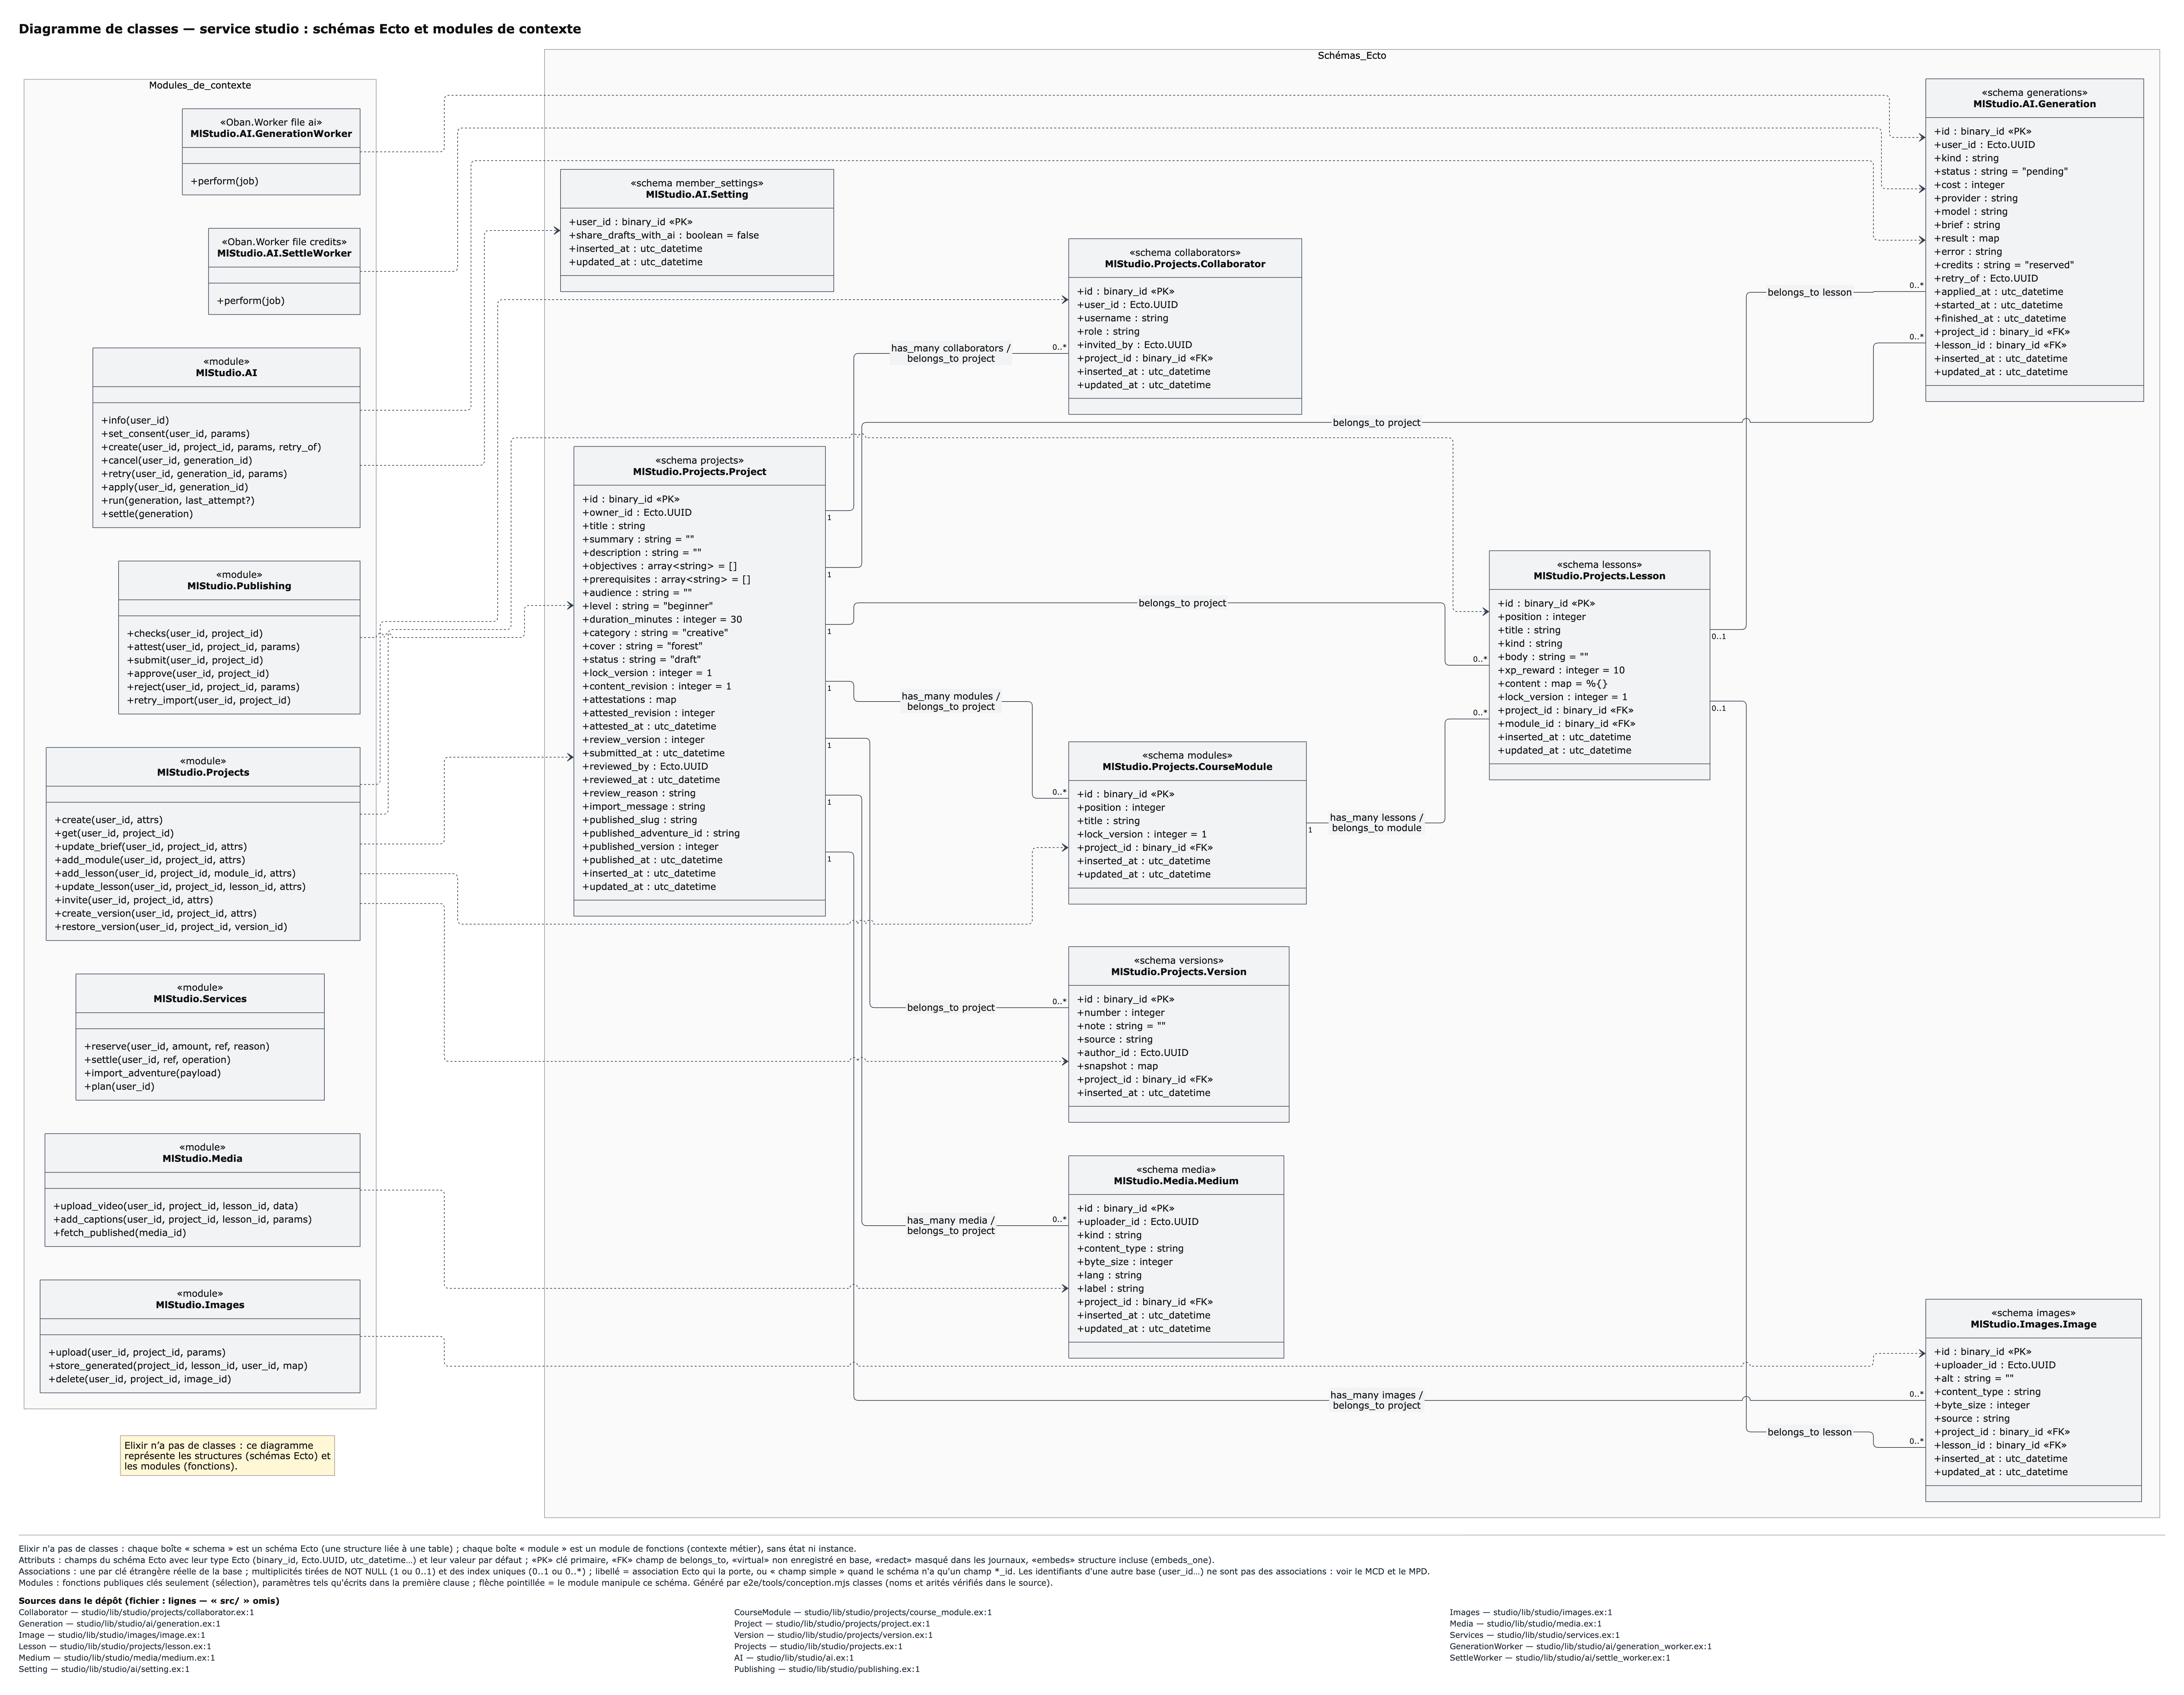 Diagramme de classes — service studio : schémas Ecto et modules de contexte
Modules_de_contexte
«Oban.Worker file ai»
MlStudio.AI.GenerationWorker
+perform(job)
«Oban.Worker file credits»
MlStudio.AI.SettleWorker
+perform(job)
«module»
MlStudio.AI
+info(user_id)
+set_consent(user_id, params)
+create(user_id, project_id, params, retry_of)
+cancel(user_id, generation_id)
+retry(user_id, generation_id, params)
+apply(user_id, generation_id)
+run(generation, last_attempt?)
+settle(generation)
«module»
MlStudio.Publishing
+checks(user_id, project_id)
+attest(user_id, project_id, params)
+submit(user_id, project_id)
+approve(user_id, project_id)
+reject(user_id, project_id, params)
+retry_import(user_id, project_id)
«module»
MlStudio.Projects
+create(user_id, attrs)
+get(user_id, project_id)
+update_brief(user_id, project_id, attrs)
+add_module(user_id, project_id, attrs)
+add_lesson(user_id, project_id, module_id, attrs)
+update_lesson(user_id, project_id, lesson_id, attrs)
+invite(user_id, project_id, attrs)
+create_version(user_id, project_id, attrs)
+restore_version(user_id, project_id, version_id)
«module»
MlStudio.Services
+reserve(user_id, amount, ref, reason)
+settle(user_id, ref, operation)
+import_adventure(payload)
+plan(user_id)
«module»
MlStudio.Media
+upload_video(user_id, project_id, lesson_id, data)
+add_captions(user_id, project_id, lesson_id, params)
+fetch_published(media_id)
«module»
MlStudio.Images
+upload(user_id, project_id, params)
+store_generated(project_id, lesson_id, user_id, map)
+delete(user_id, project_id, image_id)
Elixir n’a pas de classes : ce diagramme
représente les structures (schémas Ecto) et
les modules (fonctions).
Schémas_Ecto
«schema member_settings»
MlStudio.AI.Setting
+user_id : binary_id «PK»
+share_drafts_with_ai : boolean = false
+inserted_at : utc_datetime
+updated_at : utc_datetime
«schema projects»
MlStudio.Projects.Project
+id : binary_id «PK»
+owner_id : Ecto.UUID
+title : string
+summary : string = ""
+description : string = ""
+objectives : array<string> = []
+prerequisites : array<string> = []
+audience : string = ""
+level : string = "beginner"
+duration_minutes : integer = 30
+category : string = "creative"
+cover : string = "forest"
+status : string = "draft"
+lock_version : integer = 1
+content_revision : integer = 1
+attestations : map
+attested_revision : integer
+attested_at : utc_datetime
+review_version : integer
+submitted_at : utc_datetime
+reviewed_by : Ecto.UUID
+reviewed_at : utc_datetime
+review_reason : string
+import_message : string
+published_slug : string
+published_adventure_id : string
+published_version : integer
+published_at : utc_datetime
+inserted_at : utc_datetime
+updated_at : utc_datetime
1
1
1
1
1
1
1
has_many collaborators /
belongs_to project
0..*
belongs_to project
0..*
belongs_to project
0..*
has_many modules /
belongs_to project
0..*
belongs_to project
0..*
has_many media /
belongs_to project
0..*
has_many images /
belongs_to project
0..*
«schema collaborators»
MlStudio.Projects.Collaborator
+id : binary_id «PK»
+user_id : Ecto.UUID
+username : string
+role : string
+invited_by : Ecto.UUID
+project_id : binary_id «FK»
+inserted_at : utc_datetime
+updated_at : utc_datetime
«schema modules»
MlStudio.Projects.CourseModule
+id : binary_id «PK»
+position : integer
+title : string
+lock_version : integer = 1
+project_id : binary_id «FK»
+inserted_at : utc_datetime
+updated_at : utc_datetime
1
has_many lessons /
belongs_to module
0..*
«schema versions»
MlStudio.Projects.Version
+id : binary_id «PK»
+number : integer
+note : string = ""
+source : string
+author_id : Ecto.UUID
+snapshot : map
+project_id : binary_id «FK»
+inserted_at : utc_datetime
«schema media»
MlStudio.Media.Medium
+id : binary_id «PK»
+uploader_id : Ecto.UUID
+kind : string
+content_type : string
+byte_size : integer
+lang : string
+label : string
+project_id : binary_id «FK»
+inserted_at : utc_datetime
+updated_at : utc_datetime
«schema lessons»
MlStudio.Projects.Lesson
+id : binary_id «PK»
+position : integer
+title : string
+kind : string
+body : string = ""
+xp_reward : integer = 10
+content : map = %{}
+lock_version : integer = 1
+project_id : binary_id «FK»
+module_id : binary_id «FK»
+inserted_at : utc_datetime
+updated_at : utc_datetime
0..1
0..1
belongs_to lesson
0..*
belongs_to lesson
0..*
«schema generations»
MlStudio.AI.Generation
+id : binary_id «PK»
+user_id : Ecto.UUID
+kind : string
+status : string = "pending"
+cost : integer
+provider : string
+model : string
+brief : string
+result : map
+error : string
+credits : string = "reserved"
+retry_of : Ecto.UUID
+applied_at : utc_datetime
+started_at : utc_datetime
+finished_at : utc_datetime
+project_id : binary_id «FK»
+lesson_id : binary_id «FK»
+inserted_at : utc_datetime
+updated_at : utc_datetime
«schema images»
MlStudio.Images.Image
+id : binary_id «PK»
+uploader_id : Ecto.UUID
+alt : string = ""
+content_type : string
+byte_size : integer
+source : string
+project_id : binary_id «FK»
+lesson_id : binary_id «FK»
+inserted_at : utc_datetime
+updated_at : utc_datetime
Elixir n'a pas de classes : chaque boîte « schema » est un schéma Ecto (une structure liée à une table) ; chaque boîte « module » est un module de fonctions (contexte métier), sans état ni instance.
Attributs : champs du schéma Ecto avec leur type Ecto (binary_id, Ecto.UUID, utc_datetime…) et leur valeur par défaut ; «PK» clé primaire, «FK» champ de belongs_to, «virtual» non enregistré en base, «redact» masqué dans les journaux, «embeds» structure incluse (embeds_one).
Associations : une par clé étrangère réelle de la base ; multiplicités tirées de NOT NULL (1 ou 0..1) et des index uniques (0..1 ou 0..*) ; libellé = association Ecto qui la porte, ou « champ simple » quand le schéma n'a qu'un champ *_id. Les identifiants d'une autre base (user_id…) ne sont pas des associations : voir le MCD et le MPD.
Modules : fonctions publiques clés seulement (sélection), paramètres tels qu'écrits dans la première clause ; flèche pointillée = le module manipule ce schéma. Généré par e2e/tools/conception.mjs classes (noms et arités vérifiés dans le source).
Sources dans le dépôt (fichier : lignes — « src/ » omis)
Collaborator — studio/lib/studio/projects/collaborator.ex:1
Generation — studio/lib/studio/ai/generation.ex:1
Image — studio/lib/studio/images/image.ex:1
Lesson — studio/lib/studio/projects/lesson.ex:1
Medium — studio/lib/studio/media/medium.ex:1
Setting — studio/lib/studio/ai/setting.ex:1
CourseModule — studio/lib/studio/projects/course_module.ex:1
Project — studio/lib/studio/projects/project.ex:1
Version — studio/lib/studio/projects/version.ex:1
Projects — studio/lib/studio/projects.ex:1
AI — studio/lib/studio/ai.ex:1
Publishing — studio/lib/studio/publishing.ex:1
Images — studio/lib/studio/images.ex:1
Media — studio/lib/studio/media.ex:1
Services — studio/lib/studio/services.ex:1
GenerationWorker — studio/lib/studio/ai/generation_worker.ex:1
SettleWorker — studio/lib/studio/ai/settle_worker.ex:1